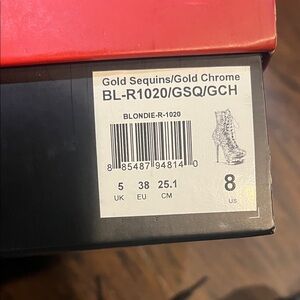 Gold Sequins/Gold Chrome
BL-R1020/GSQ/GCH
BLONDIE-R-1020
8 85487 94814 0
5 38 25.1 8
UK EU CM US